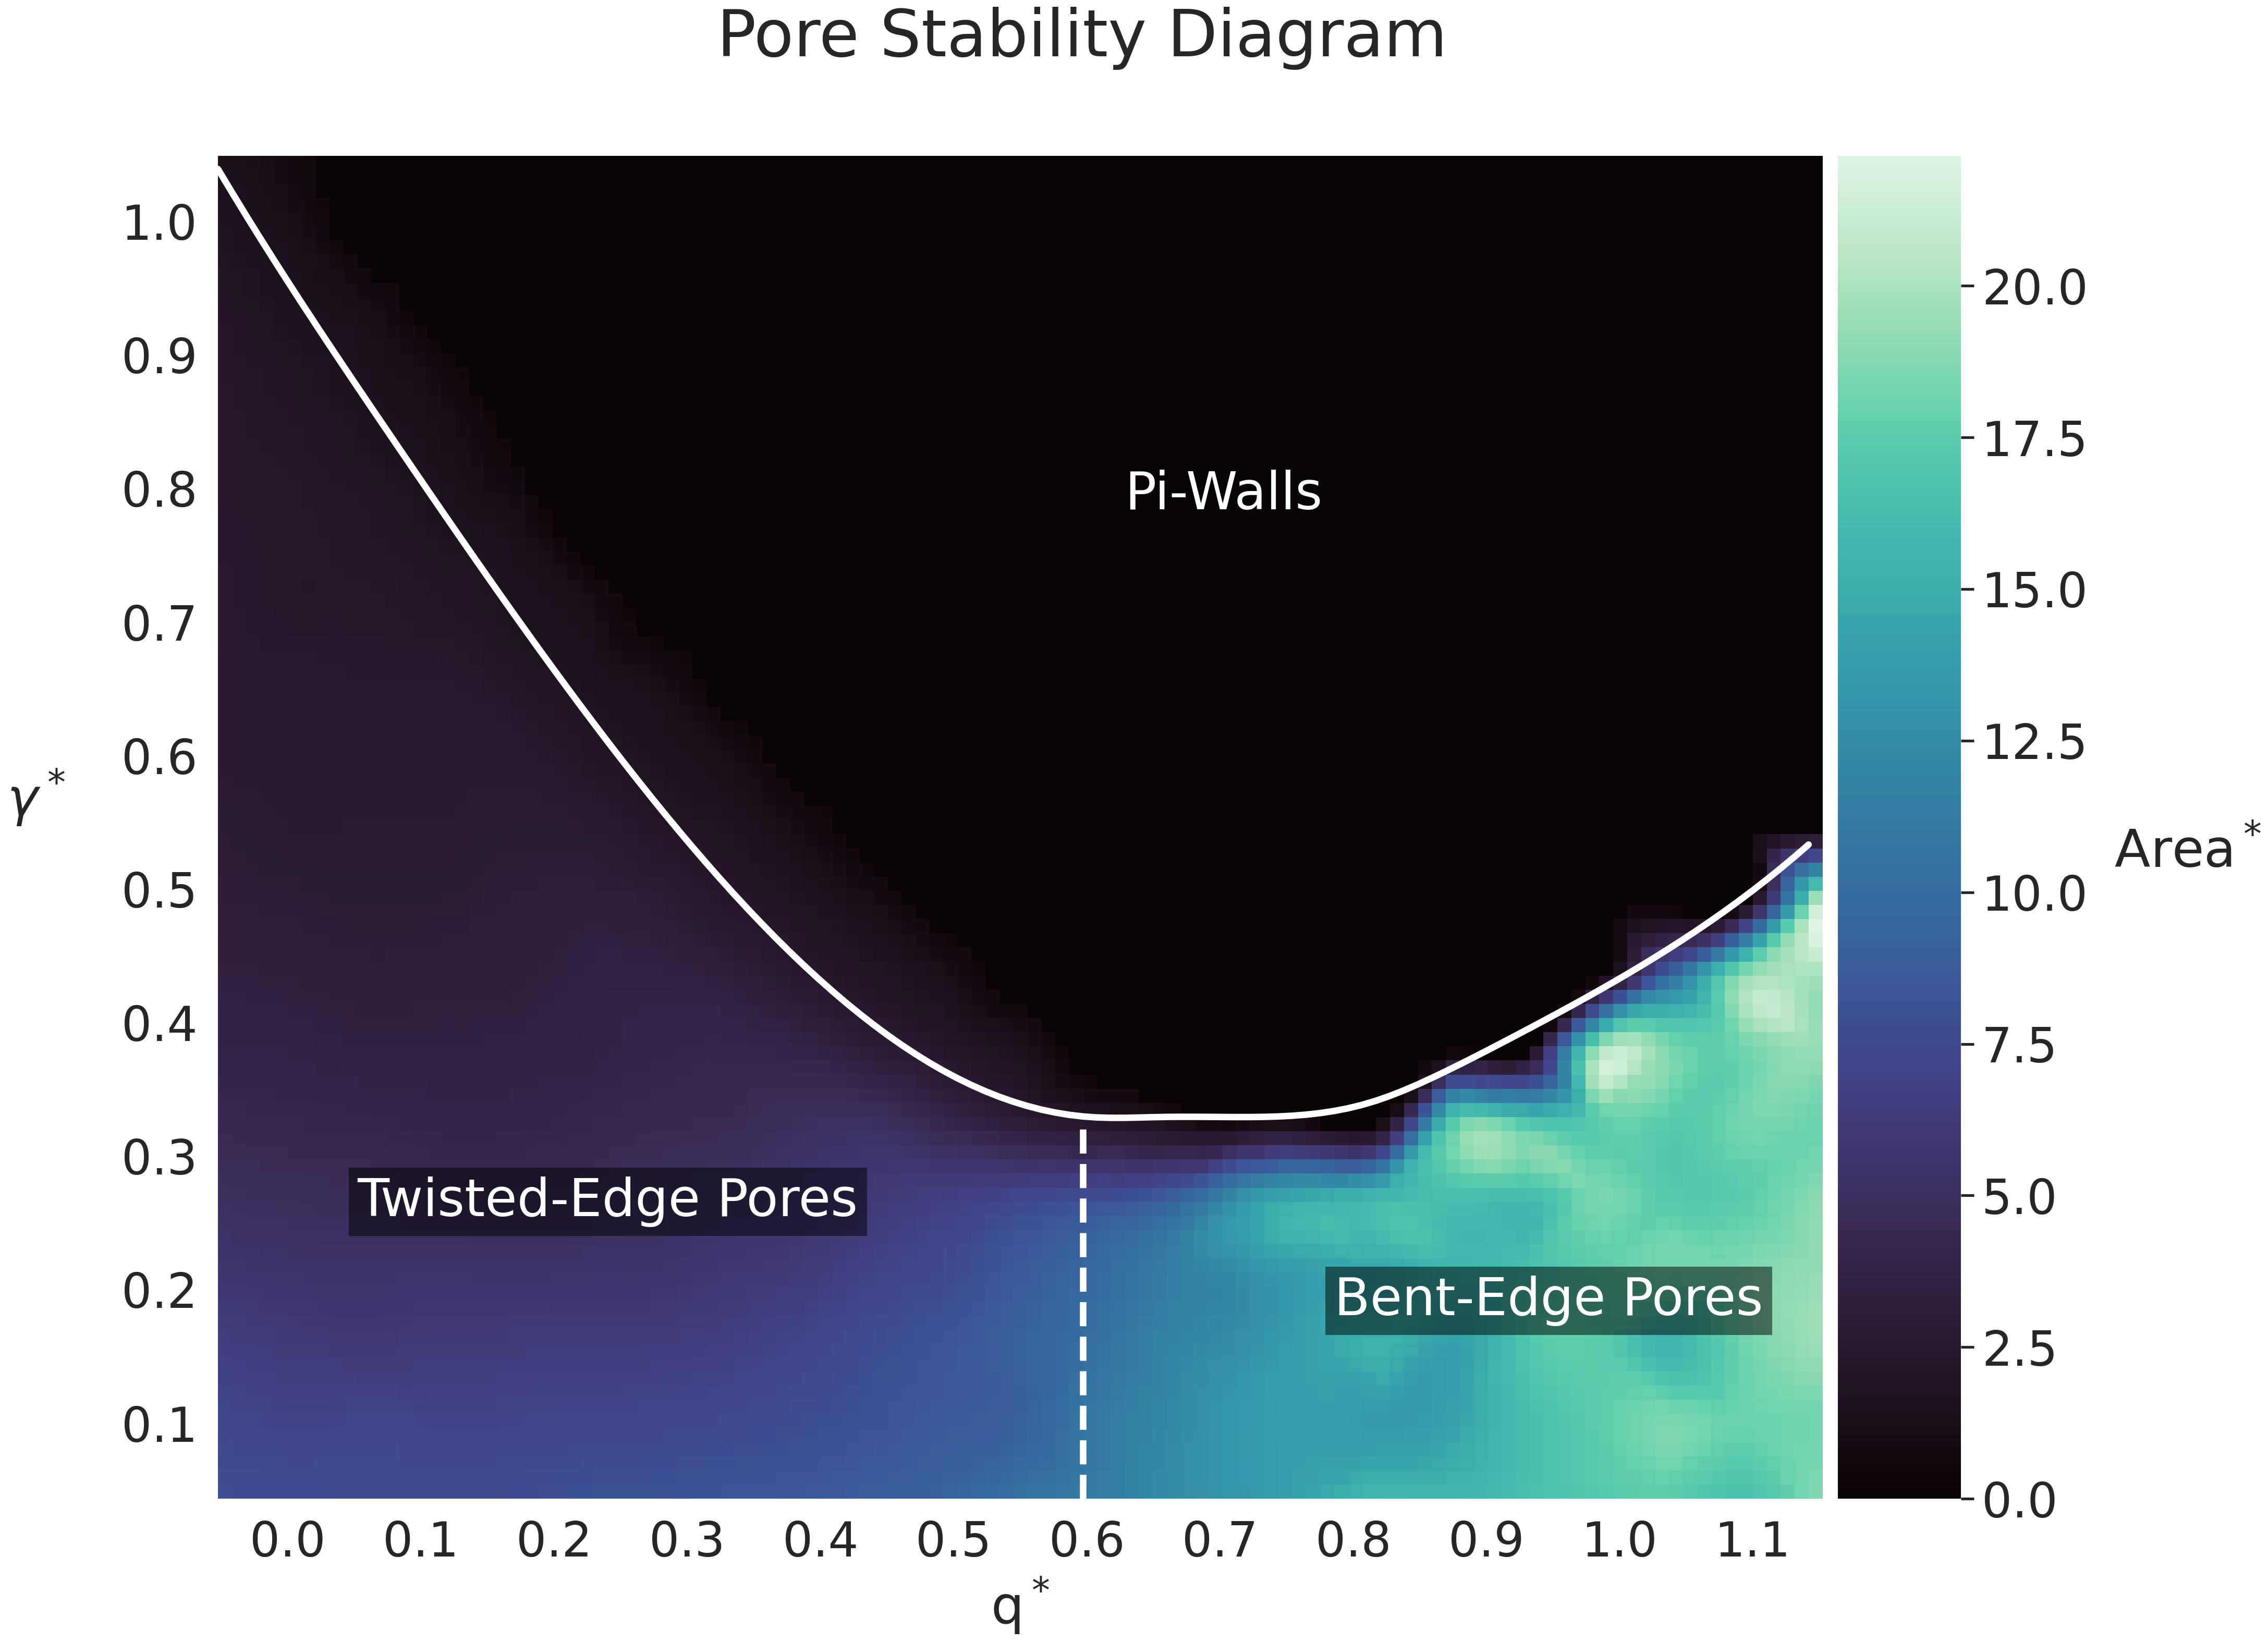 Pore Stability Diagram
1.0
0.9
0.8
0.7
0.6
0.5
0.4
0.3
0.2
0.1
γ*
Pi-Walls
Twisted-Edge Pores
Bent-Edge Pores
0.0 0.1 0.2 0.3 0.4 0.5 0.6 0.7 0.8 0.9 1.0 1.1
q*
20.0
17.5
15.0
12.5
10.0
7.5
5.0
2.5
0.0
Area*